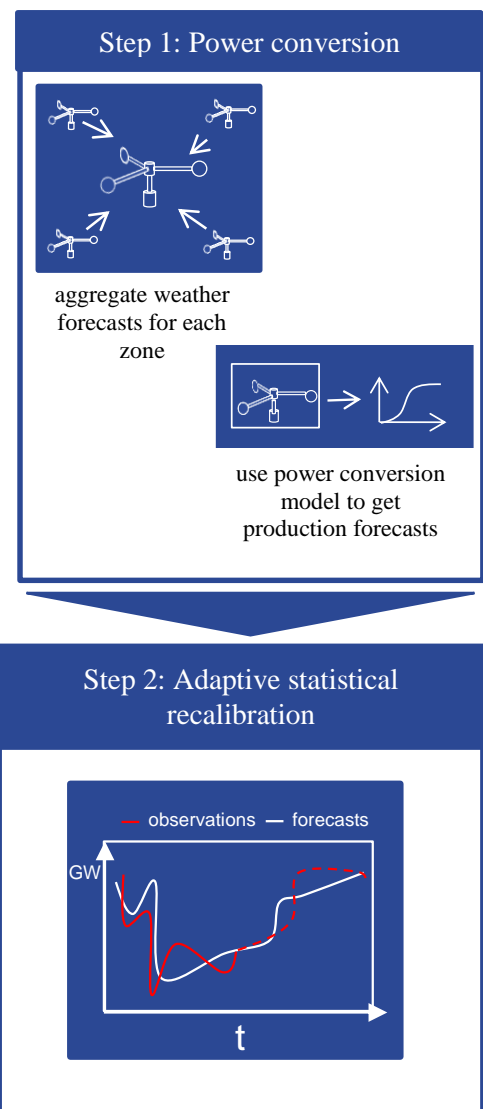 Step 1: Power conversion
aggregate weather
forecasts for each
zone
use power conversion
model to get
production forecasts
Step 2: Adaptive statistical
recalibration
observations forecasts
GW
t